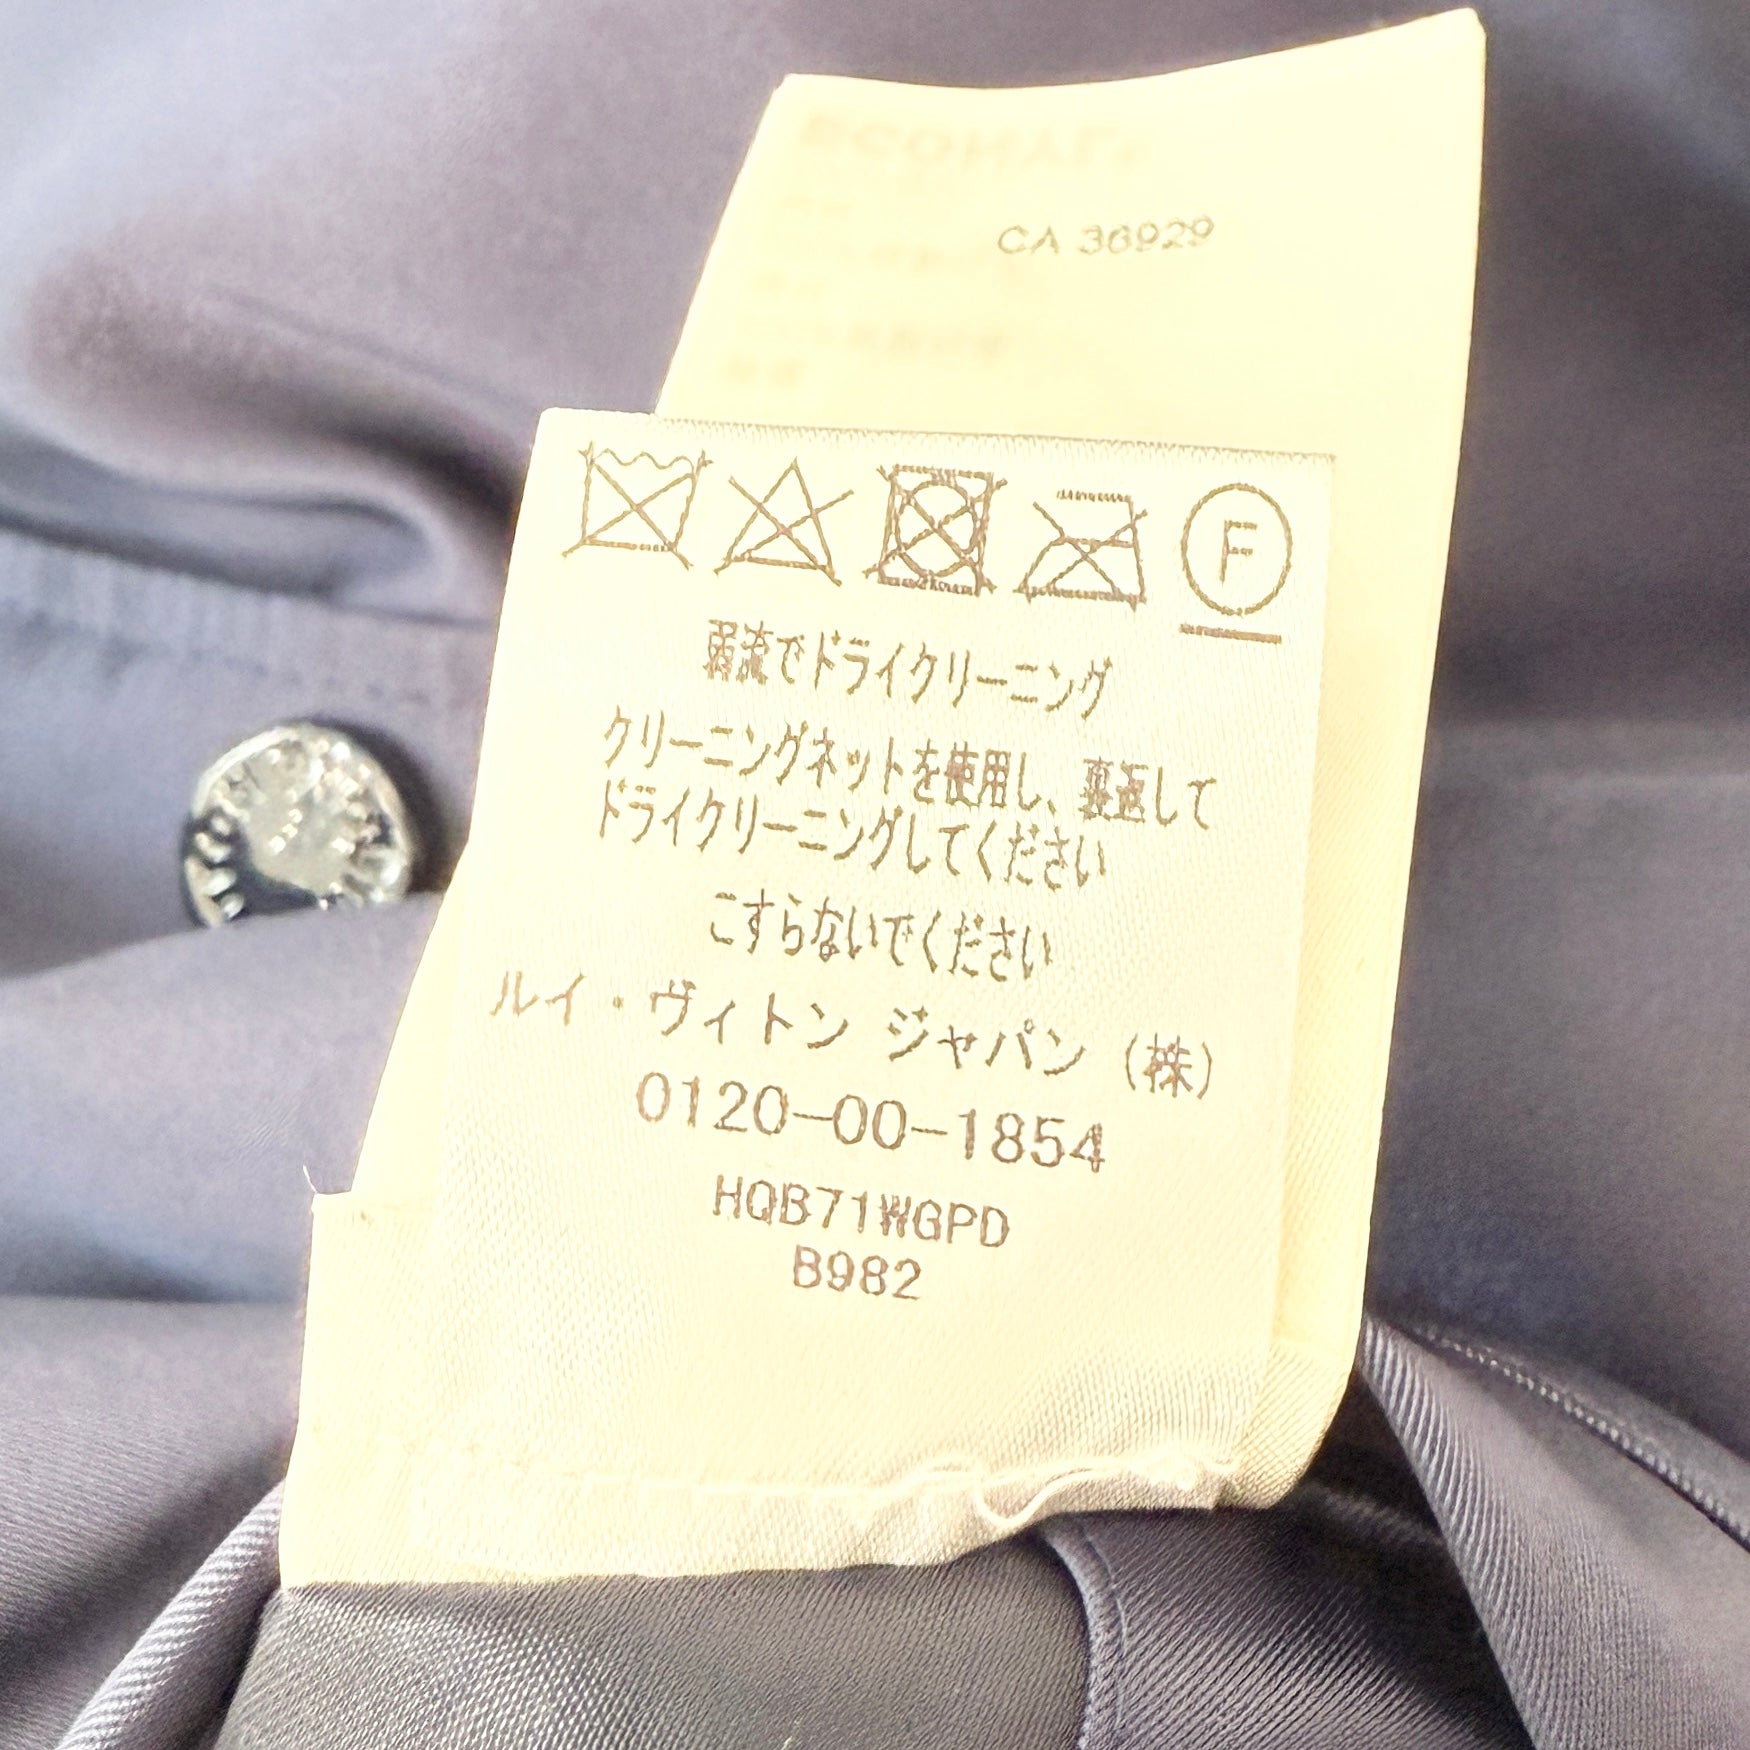 CA 36929
F
弱流でドライクリーニング
クリーニングネットを使用し、裏返して
ドライクリーニングしてください
こすらないでください
ルイ・ヴィトン ジャパン (株)
0120-00-1854
HQB71WGPD
B982